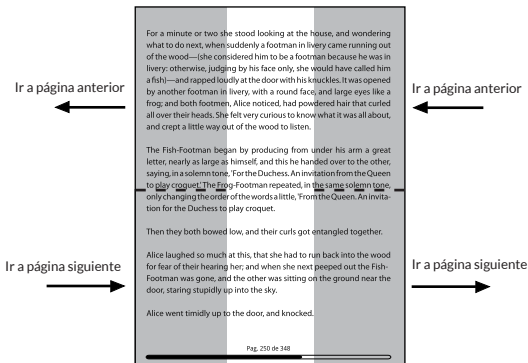 For a minute or two she stood looking at the house, and wondering
what to do next, when suddenly a footman in livery came running out
of the wood—(she considered him to be a footman because he was in
livery: otherwise, judging by his face only, she would have called him
a fish)—and rapped loudly at the door with his knuckles. It was opened
by another footman in livery, with a round face, and large eyes like a
frog; and both footmen, Alice noticed, had powdered hair that curled
all over their heads. She felt very curious to know what it was all about,
and crept a little way out of the wood to listen.
Ir a página anterior
Ir a página anterior
The Fish-Footman began by producing from under his arm a great
letter, nearly as large as himself, and this he handed over to the other,
saying, in a solemn tone, 'For the Duchess. An invitation from the Queen
to play croquet.' The Frog-Footman repeated, in the same solemn tone,
only changing the order of the words a little, 'From the Queen. An invita-
tion for the Duchess to play croquet.
Then they both bowed low, and their curls got entangled together.
Ir a página siguiente
Ir a página siguiente
Alice laughed so much at this, that she had to run back into the wood
for fear of their hearing her; and when she next peeped out the Fish-
Footman was gone, and the other was sitting on the ground near the
door, staring stupidly up into the sky.
Alice went timidly up to the door, and knocked.
Pag. 250 de 348